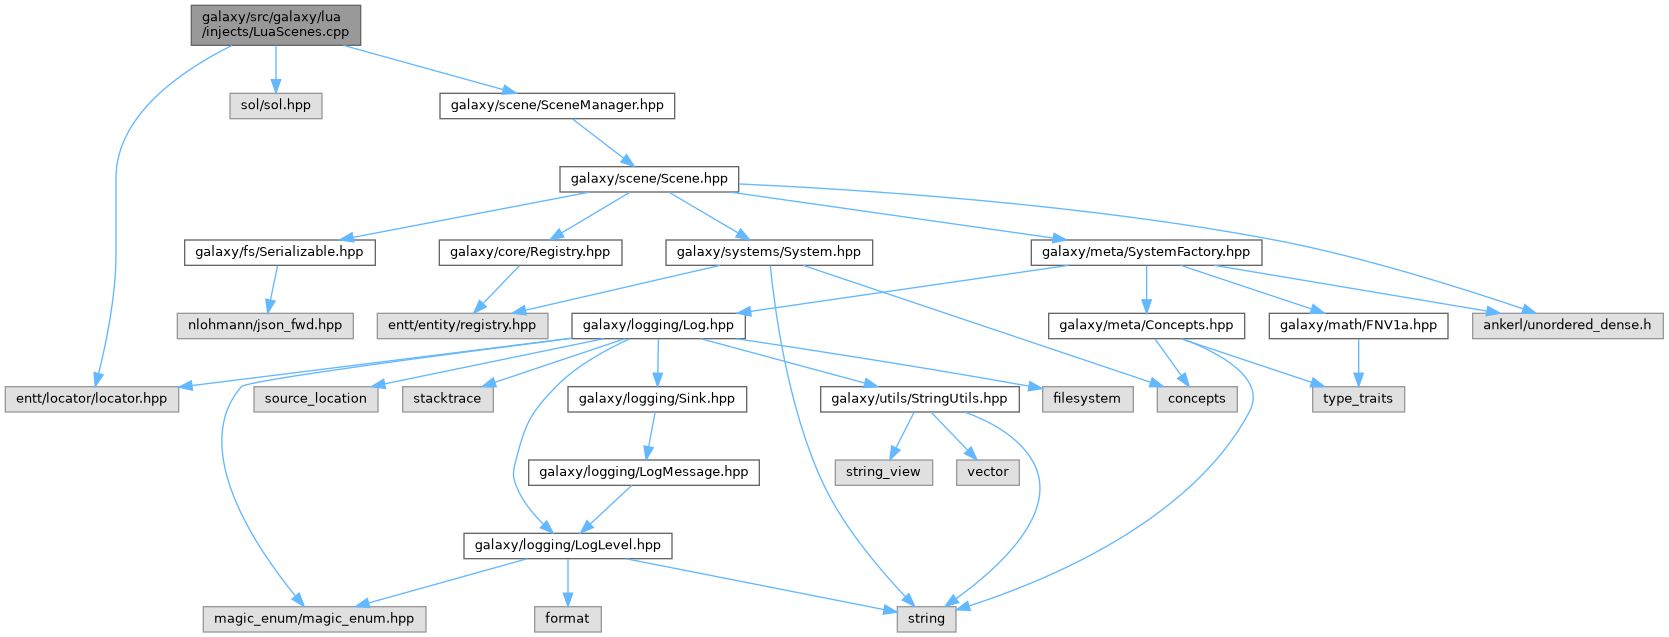 galaxy/src/galaxy/lua
/injects/LuaScenes.cpp
sol/sol.hpp
galaxy/scene/SceneManager.hpp
galaxy/scene/Scene.hpp
galaxy/fs/Serializable.hpp
galaxy/core/Registry.hpp
galaxy/systems/System.hpp
galaxy/meta/SystemFactory.hpp
nlohmann/json_fwd.hpp
entt/entity/registry.hpp
galaxy/logging/Log.hpp
galaxy/meta/Concepts.hpp
galaxy/math/FNV1a.hpp
ankerl/unordered_dense.h
entt/locator/locator.hpp
source_location
stacktrace
galaxy/logging/Sink.hpp
galaxy/utils/StringUtils.hpp
filesystem
concepts
type_traits
galaxy/logging/LogMessage.hpp
string_view
vector
galaxy/logging/LogLevel.hpp
magic_enum/magic_enum.hpp
format
string